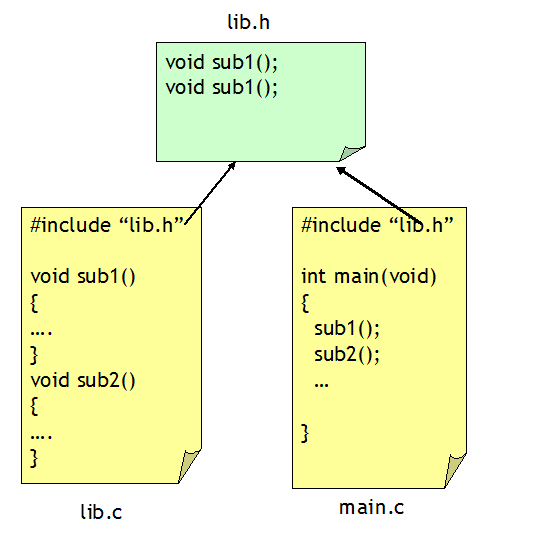 lib.h
void sub1();
void sub1();
#include “lib.h”
void sub1()
{
....
}
void sub2()
{
....
}
lib.c
#include “lib.h”
int main(void)
{
sub1();
sub2();
…
}
main.c